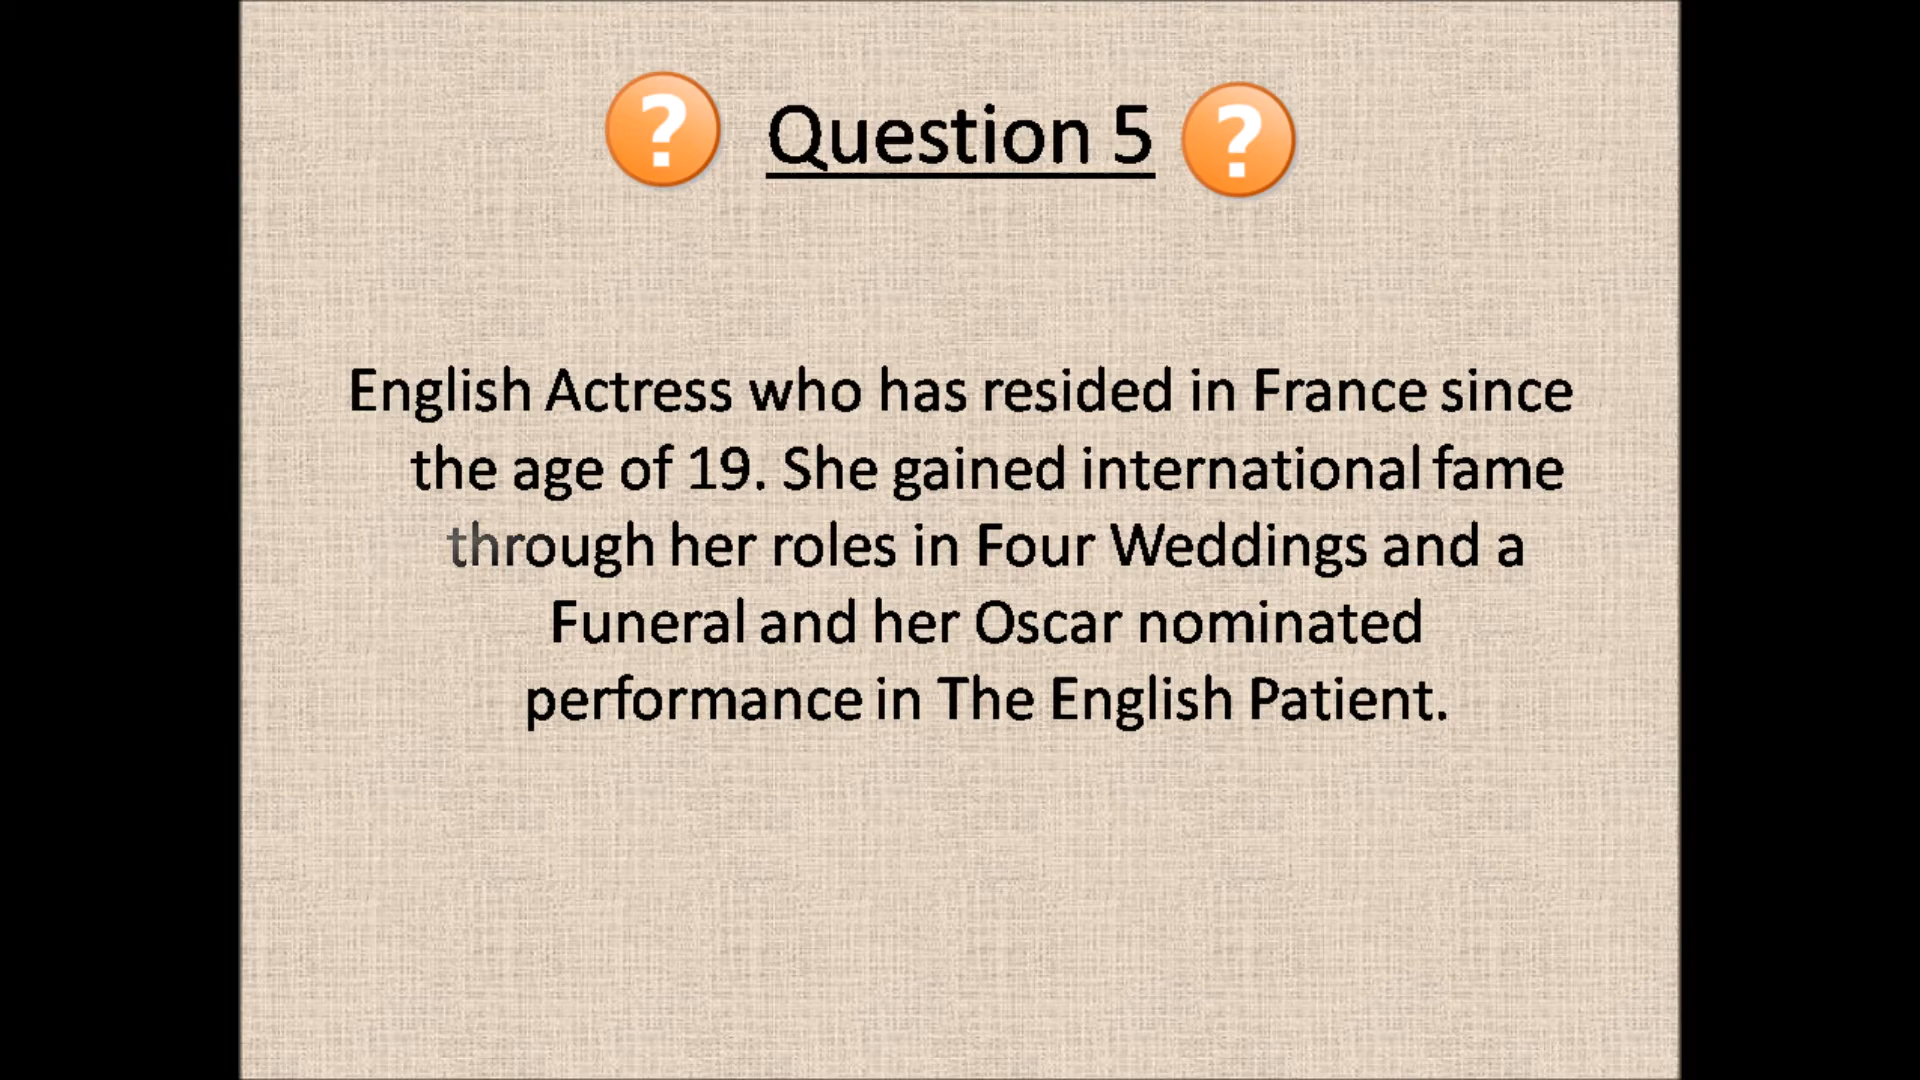 ? Question 5 ?
English Actress who has resided in France since
the age of 19. She gained international fame
through her roles in Four Weddings and a
Funeral and her Oscar nominated
performance in The English Patient.